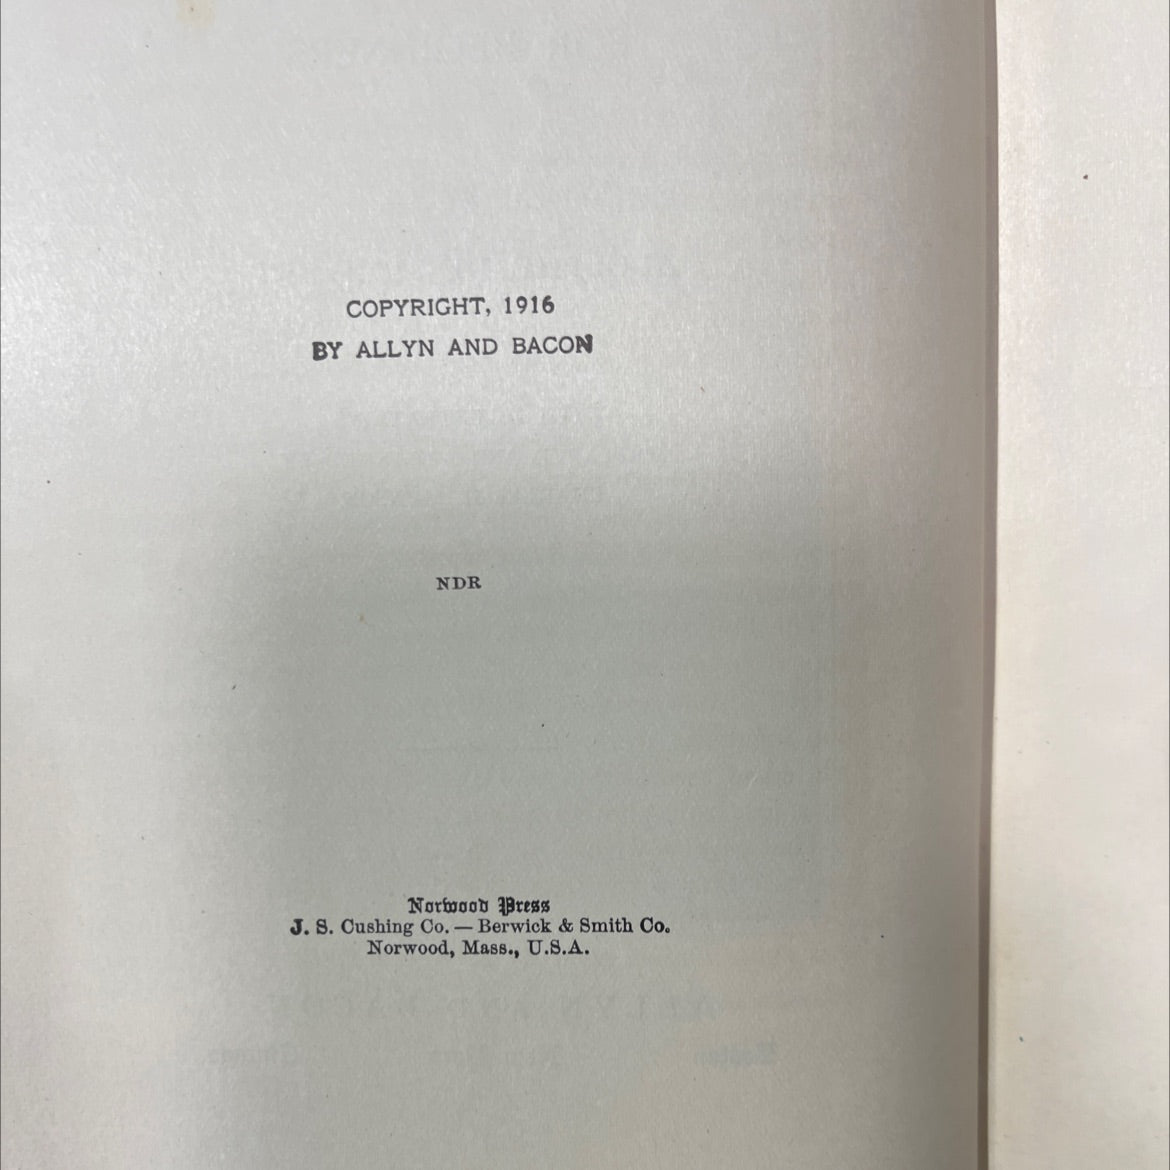 COPYRIGHT, 1916
BY ALLYN AND BACON
NDR
Norwood Press
J. S. Cushing Co. — Berwick & Smith Co.
Norwood, Mass., U.S.A.